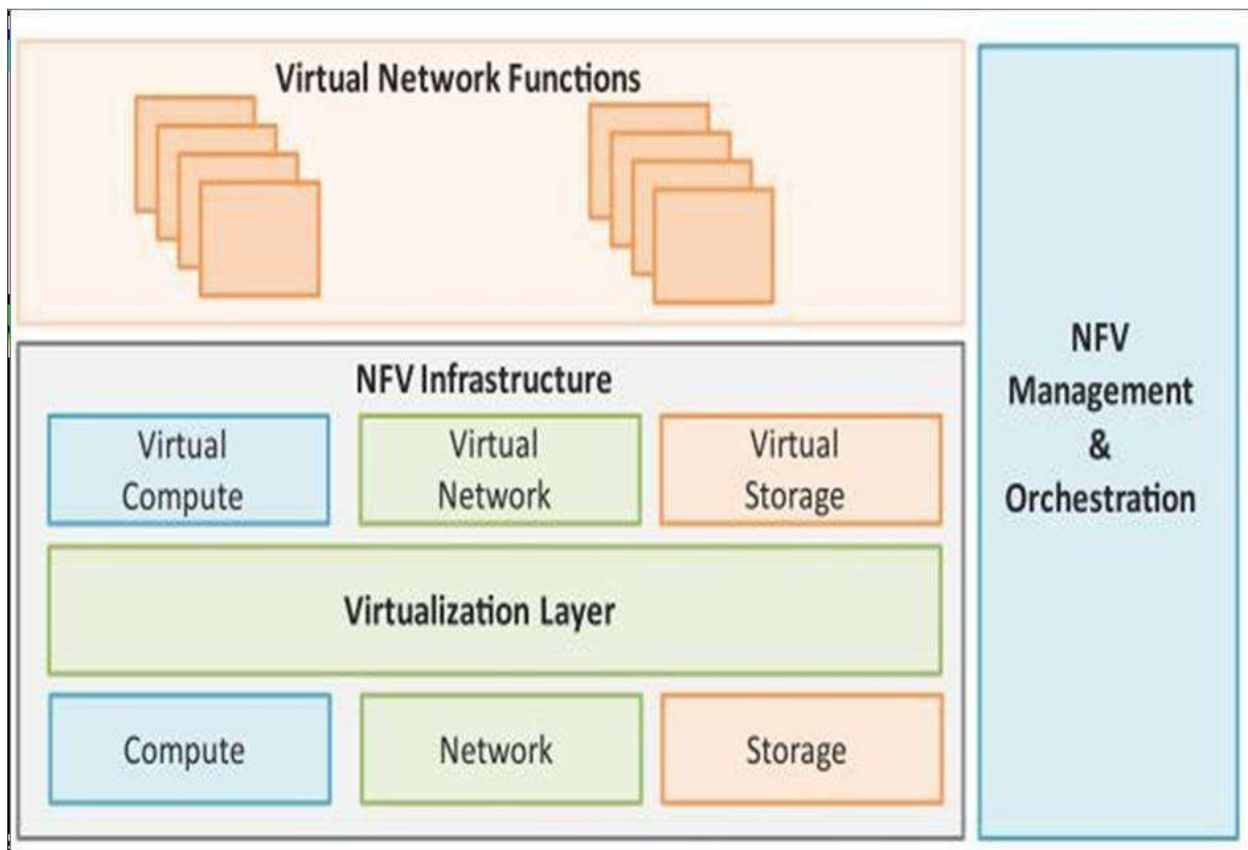 Virtual Network Functions
NFV Infrastructure
Virtual
Compute
Virtual
Network
Virtual
Storage
Virtualization Layer
Compute
Network
Storage
NFV
Management
&
Orchestration